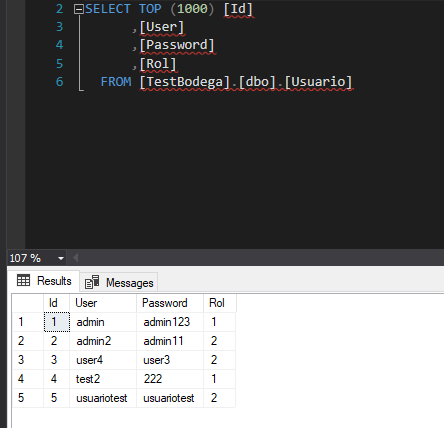 2 SELECT TOP (1000) [Id]
3 ,[User]
4 ,[Password]
5 ,[Rol]
6 FROM [TestBodega].[dbo].[Usuario]
107 %
Results Messages
Id User Password Rol
1 1 admin admin123 1
2 2 admin2 admin11 2
3 3 user4 user3 2
4 4 test2 222 1
5 5 usuariotest usuariotest 2